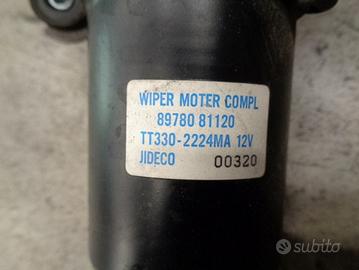 WIPER MOTER COMPL
89780 81120
TT330-2224MA 12V
JIDECO 00320
subito